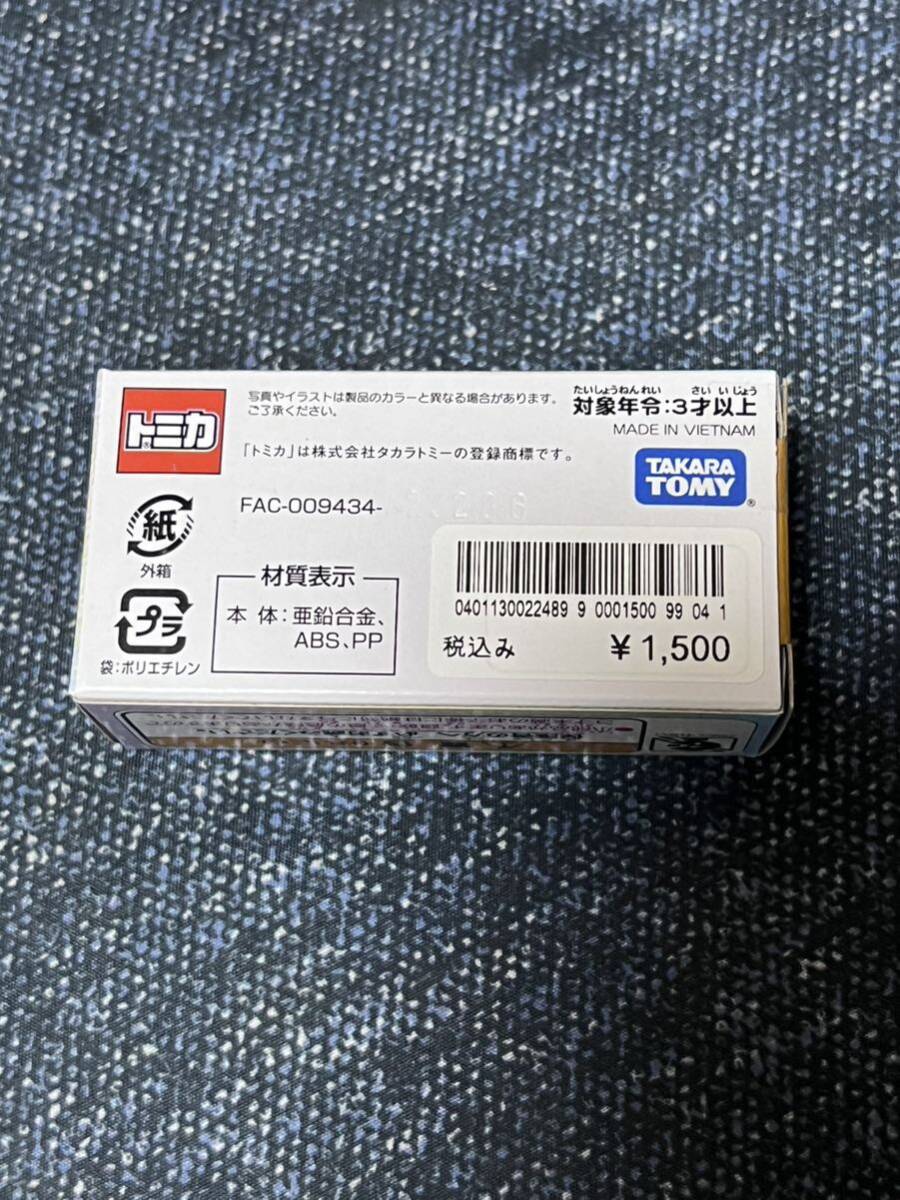 トミカ
写真やイラストは製品のカラーと異なる場合があります。
ご了承ください。
たいしょうねんれい さい いじょう
対象年令:3才以上
MADE IN VIETNAM
「トミカ」は株式会社タカラトミーの登録商標です。
TAKARA
TOMY
®
FAC-009434-
紙
外箱
プラ
袋:ポリエチレン
材質表示
本 体:亜鉛合金、
ABS、PP
0401130022489 9 0001500 99 04 1
税込み ¥1,500